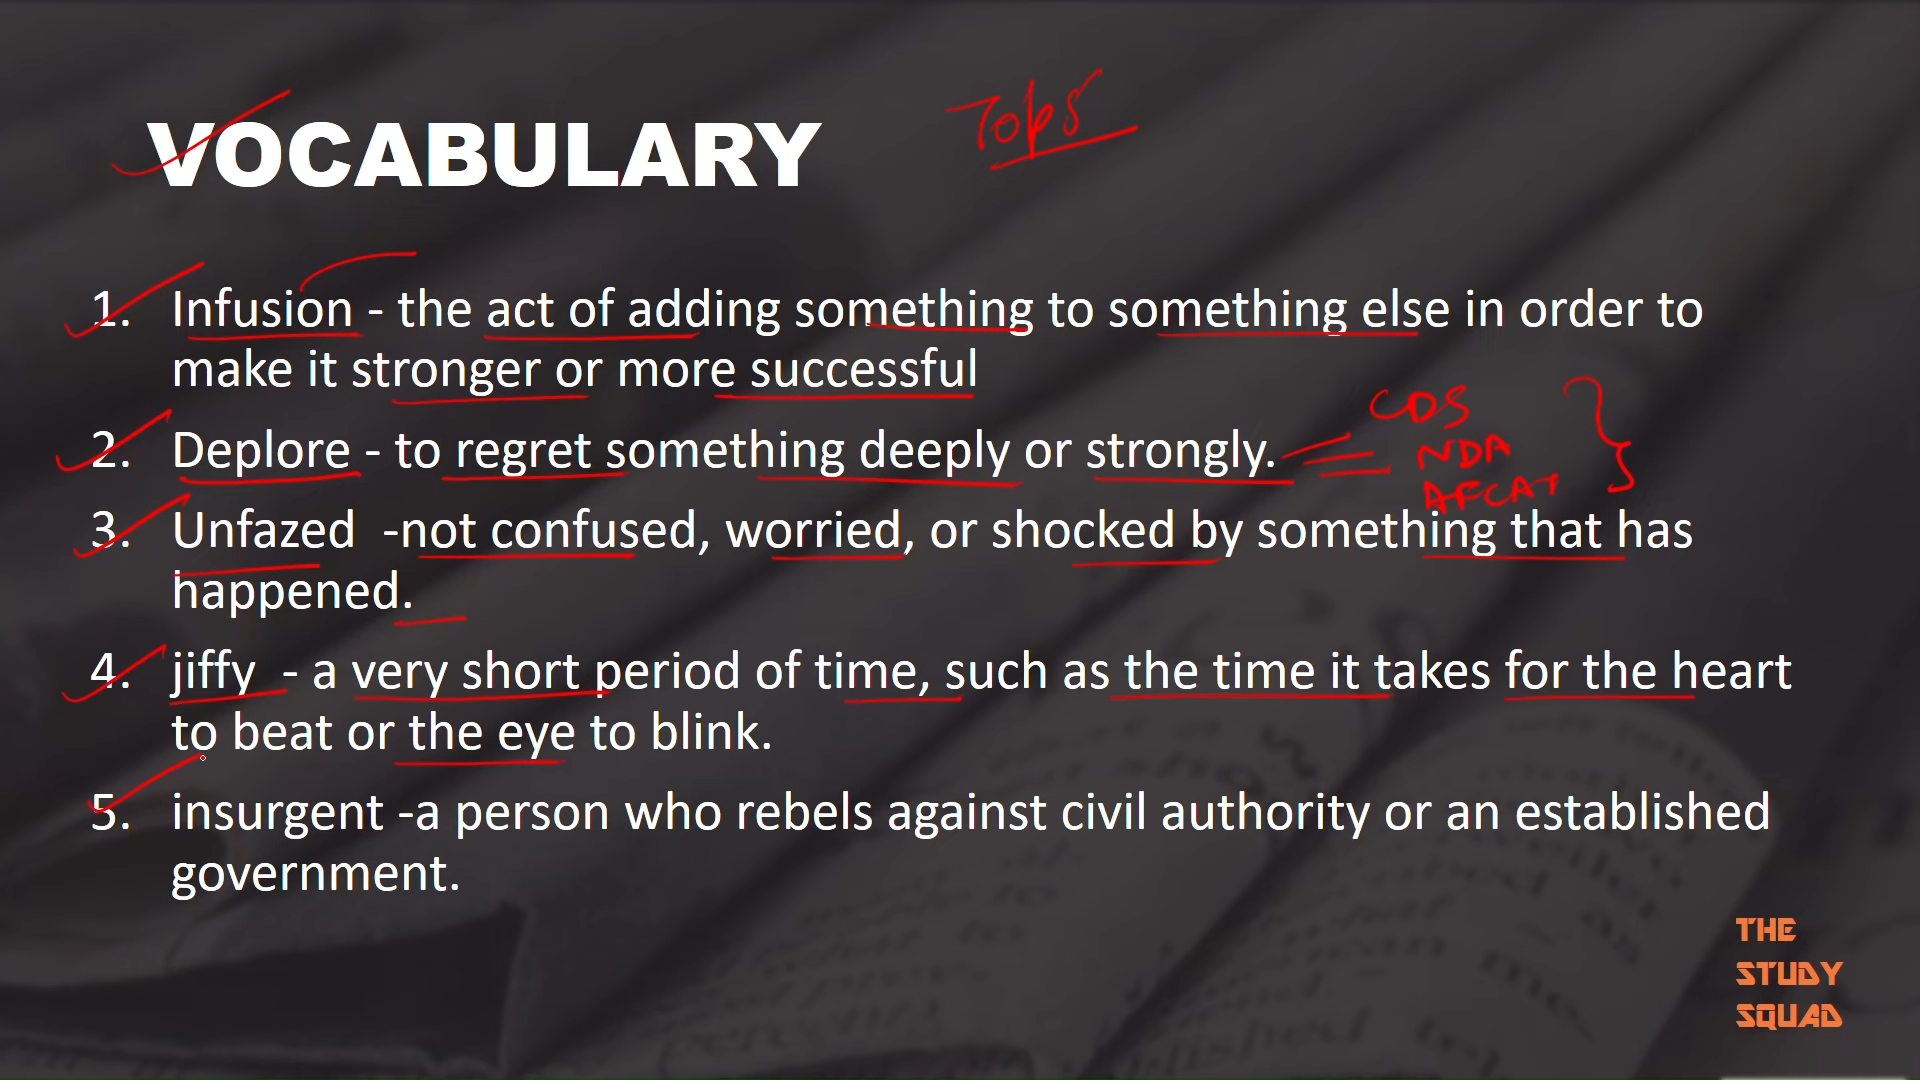 VOCABULARY
1. Infusion - the act of adding something to something else in order to
make it stronger or more successful
CDS
2. Deplore - to regret something deeply or strongly.
NDA
AFCAT
3. Unfazed -not confused, worried, or shocked by something that has
happened.
4. jiffy - a very short period of time, such as the time it takes for the heart
to beat or the eye to blink.
5. insurgent -a person who rebels against civil authority or an established
government.
THE
STUDY
SQUAD